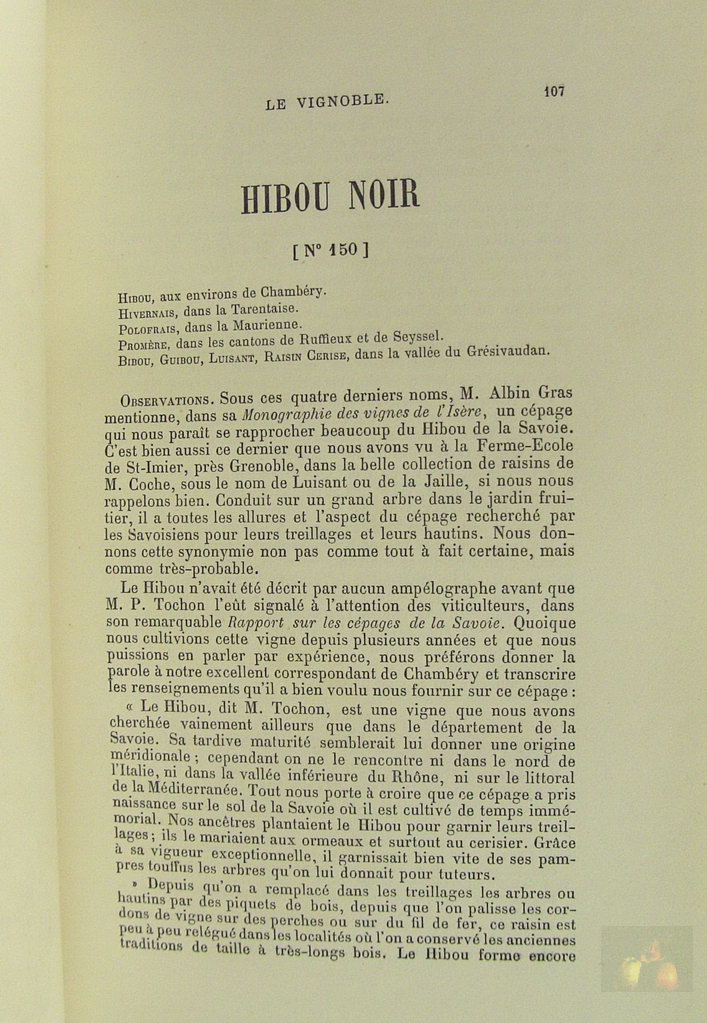 LE VIGNOBLE.
107
HIBOU NOIR
[ N° 150 ]
HIBOU, aux environs de Chambéry.
HIVERNAIS, dans la Tarentaise.
POLOFRAIS, dans la Maurienne.
PROMÈRE, dans les cantons de Ruffieux et de Seyssel.
BIBOU, GUIBOU, LUISANT, RAISIN CERISE, dans la vallée du Grésivaudan.
OBSERVATIONS. Sous ces quatre derniers noms, M. Albin Gras
mentionne, dans sa Monographie des vignes de l'Isère, un cépage
qui nous paraît se rapprocher beaucoup du Hibou de la Savoie.
C'est bien aussi ce dernier que nous avons vu à la Ferme-Ecole
de St-Imier, près Grenoble, dans la belle collection de raisins de
M. Coche, sous le nom de Luisant ou de la Jaille, si nous nous
rappelons bien. Conduit sur un grand arbre dans le jardin frui-
tier, il a toutes les allures et l'aspect du cépage recherché par
les Savoisiens pour leurs treillages et leurs hautins. Nous don-
nons cette synonymie non pas comme tout à fait certaine, mais
comme très-probable.
Le Hibou n'avait été décrit par aucun ampélographe avant que
M. P. Tochon l'eût signalé à l'attention des viticulteurs, dans
son remarquable Rapport sur les cépages de la Savoie. Quoique
nous cultivions cette vigne depuis plusieurs années et que nous
puissions en parler par expérience, nous préférons donner la
parole à notre excellent correspondant de Chambéry et transcrire
les renseignements qu'il a bien voulu nous fournir sur ce cépage :
« Le Hibou, dit M. Tochon, est une vigne que nous avons
cherchée vainement ailleurs que dans le département de la
Savoie. Sa tardive maturité semblerait lui donner une origine
méridionale ; cependant on ne le rencontre ni dans le nord de
l'Italie, ni dans la vallée inférieure du Rhône, ni sur le littoral
de la Méditerranée. Tout nous porte à croire que ce cépage a pris
naissance sur le sol de la Savoie où il est cultivé de temps immé-
morial. Nos ancêtres plantaient le Hibou pour garnir leurs treil-
lages ; ils le mariaient aux ormeaux et surtout au cerisier. Grâce
à sa vigueur exceptionnelle, il garnissait bien vite de ses pam-
pres touffus les arbres qu'on lui donnait pour tuteurs.
» Depuis qu'on a remplacé dans les treillages les arbres ou
hautins par des piquets de bois, depuis que l'on palisse les cor-
dons de vigne sur des perches ou sur du fil de fer, ce raisin est
peu à peu relégué dans les localités où l'on a conservé les anciennes
traditions de taille à très-longs bois. Le Hibou forme encore